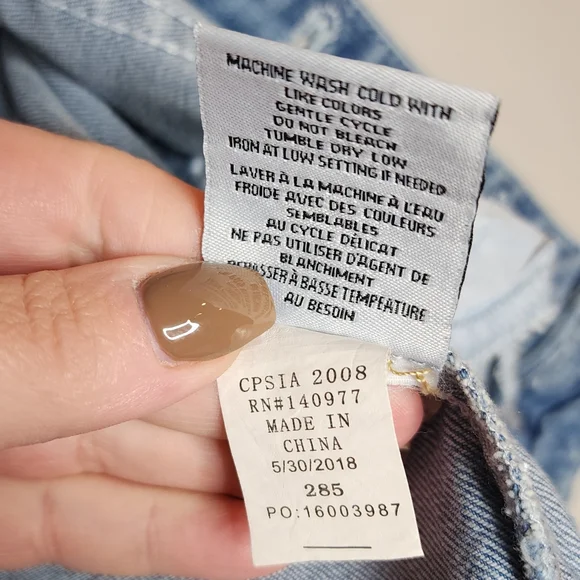 MACHINE WASH COLD WITH
LIKE COLORS
GENTLE CYCLE
DO NOT BLEACH
TUMBLE DRY LOW
IRON AT LOW SETTING IF NEEDED
LAVER À LA MACHINE À L'EAU
FROIDE AVEC DES COULEURS
SEMBLABLES
AU CYCLE DÉLICAT
NE PAS UTILISER D'AGENT DE
BLANCHIMENT
REPASSER À BASSE TEMPEATURE
AU BESOIN
CPSIA 2008
RN#140977
MADE IN
CHINA
5/30/2018
285
PO:16003987